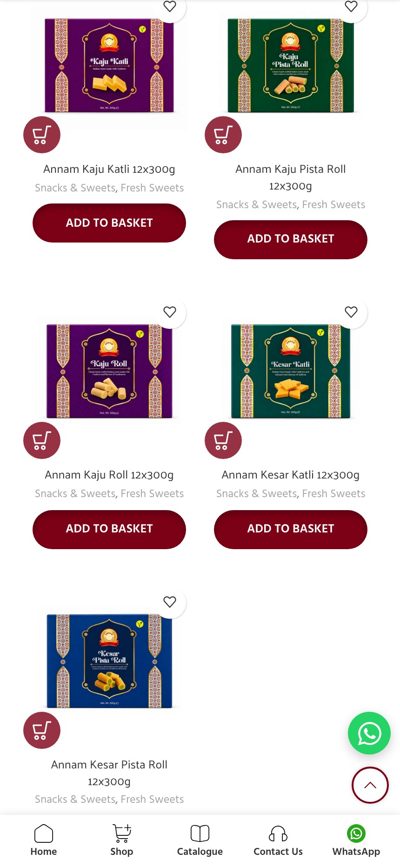 Kaju Katli
Annam Kaju Katli 12x300g
Snacks & Sweets, Fresh Sweets
ADD TO BASKET
Kaju
Pista Roll
Annam Kaju Pista Roll
12x300g
Snacks & Sweets, Fresh Sweets
ADD TO BASKET
Kaju Roll
Annam Kaju Roll 12x300g
Snacks & Sweets, Fresh Sweets
ADD TO BASKET
Kesar Katli
Annam Kesar Katli 12x300g
Snacks & Sweets, Fresh Sweets
ADD TO BASKET
Kesar
Pista Roll
Annam Kesar Pista Roll
12x300g
Snacks & Sweets, Fresh Sweets
Home
Shop
Catalogue
Contact Us
WhatsApp